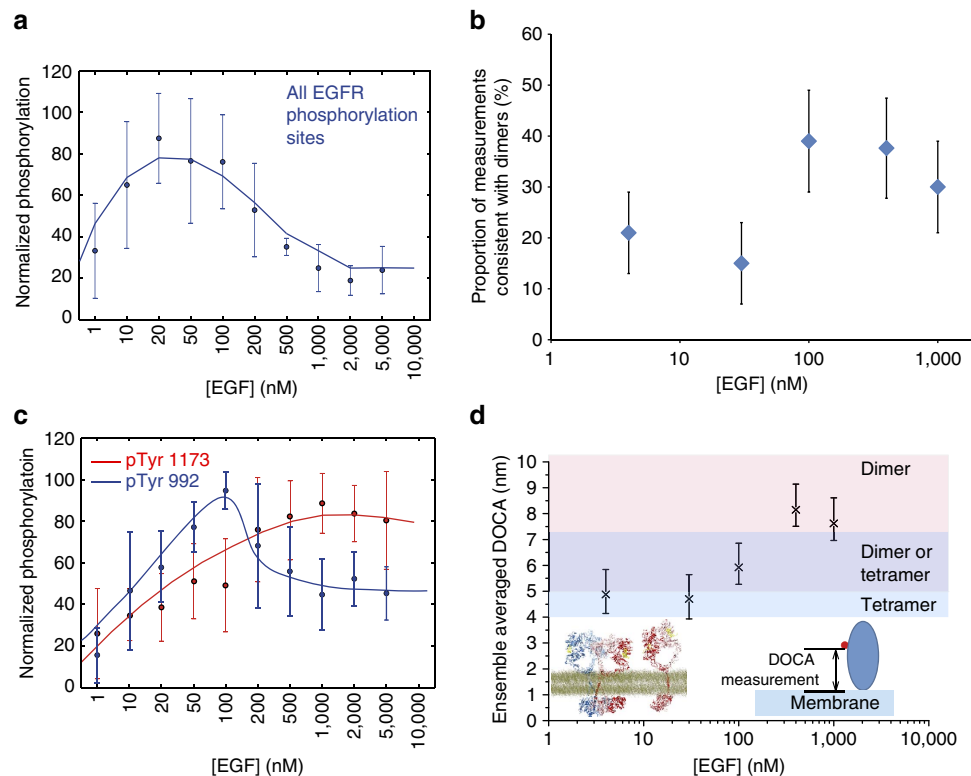 a
Normalized phosphorylation
120
100
80
60
40
20
0
All EGFR
phosphorylation
sites
1
10
20
50
100
200
500
1,000
2,000
5,000
10,000
[EGF] (nM)
b
Proportion of measurements
consistent with dimers (%)
60
50
40
30
20
10
0
1
10
100
1,000
[EGF] (nM)
c
Normalized phosphorylatoin
120
100
80
60
40
20
0
pTyr 1173
pTyr 992
1
10
20
50
100
200
500
1,000
2,000
5,000
10,000
[EGF] (nM)
d
Ensemble averaged DOCA (nm)
10
9
8
7
6
5
4
3
2
1
0
Dimer
Dimer or
tetramer
Tetramer
DOCA
measurement
Membrane
1
10
100
1,000
10,000
[EGF] (nM)